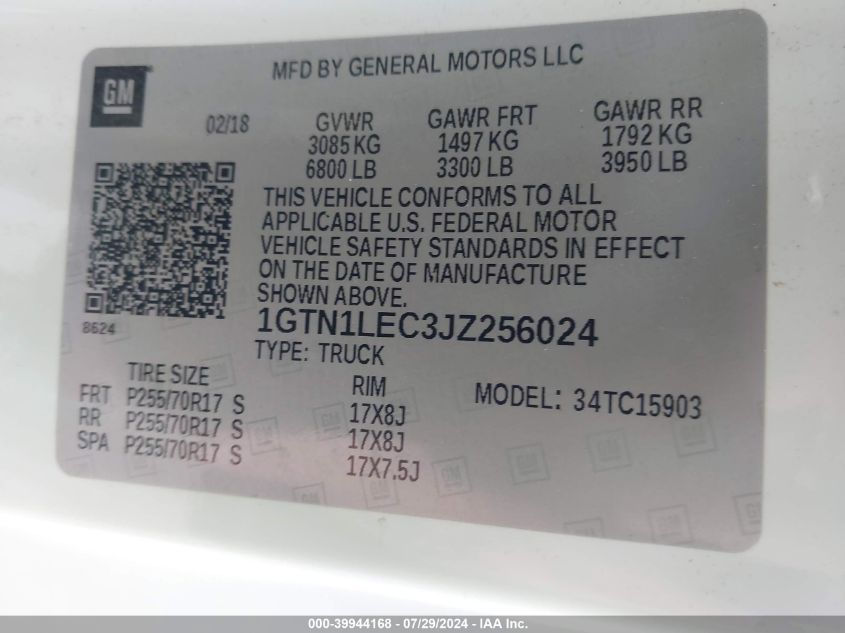 GM
MFD BY GENERAL MOTORS LLC
02/18
GVWR
3085 KG
6800 LB
GAWR FRT
1497 KG
3300 LB
GAWR RR
1792 KG
3950 LB
THIS VEHICLE CONFORMS TO ALL
APPLICABLE U.S. FEDERAL MOTOR
VEHICLE SAFETY STANDARDS IN EFFECT
ON THE DATE OF MANUFACTURE
SHOWN ABOVE.
8624
1GTN1LEC3JZ256024
TYPE: TRUCK
TIRE SIZE RIM
FRT P255/70R17 S 17X8J
RR P255/70R17 S 17X8J
SPA P255/70R17 S 17X7.5J
MODEL: 34TC15903
000-39944168 - 07/29/2024 - IAA Inc.